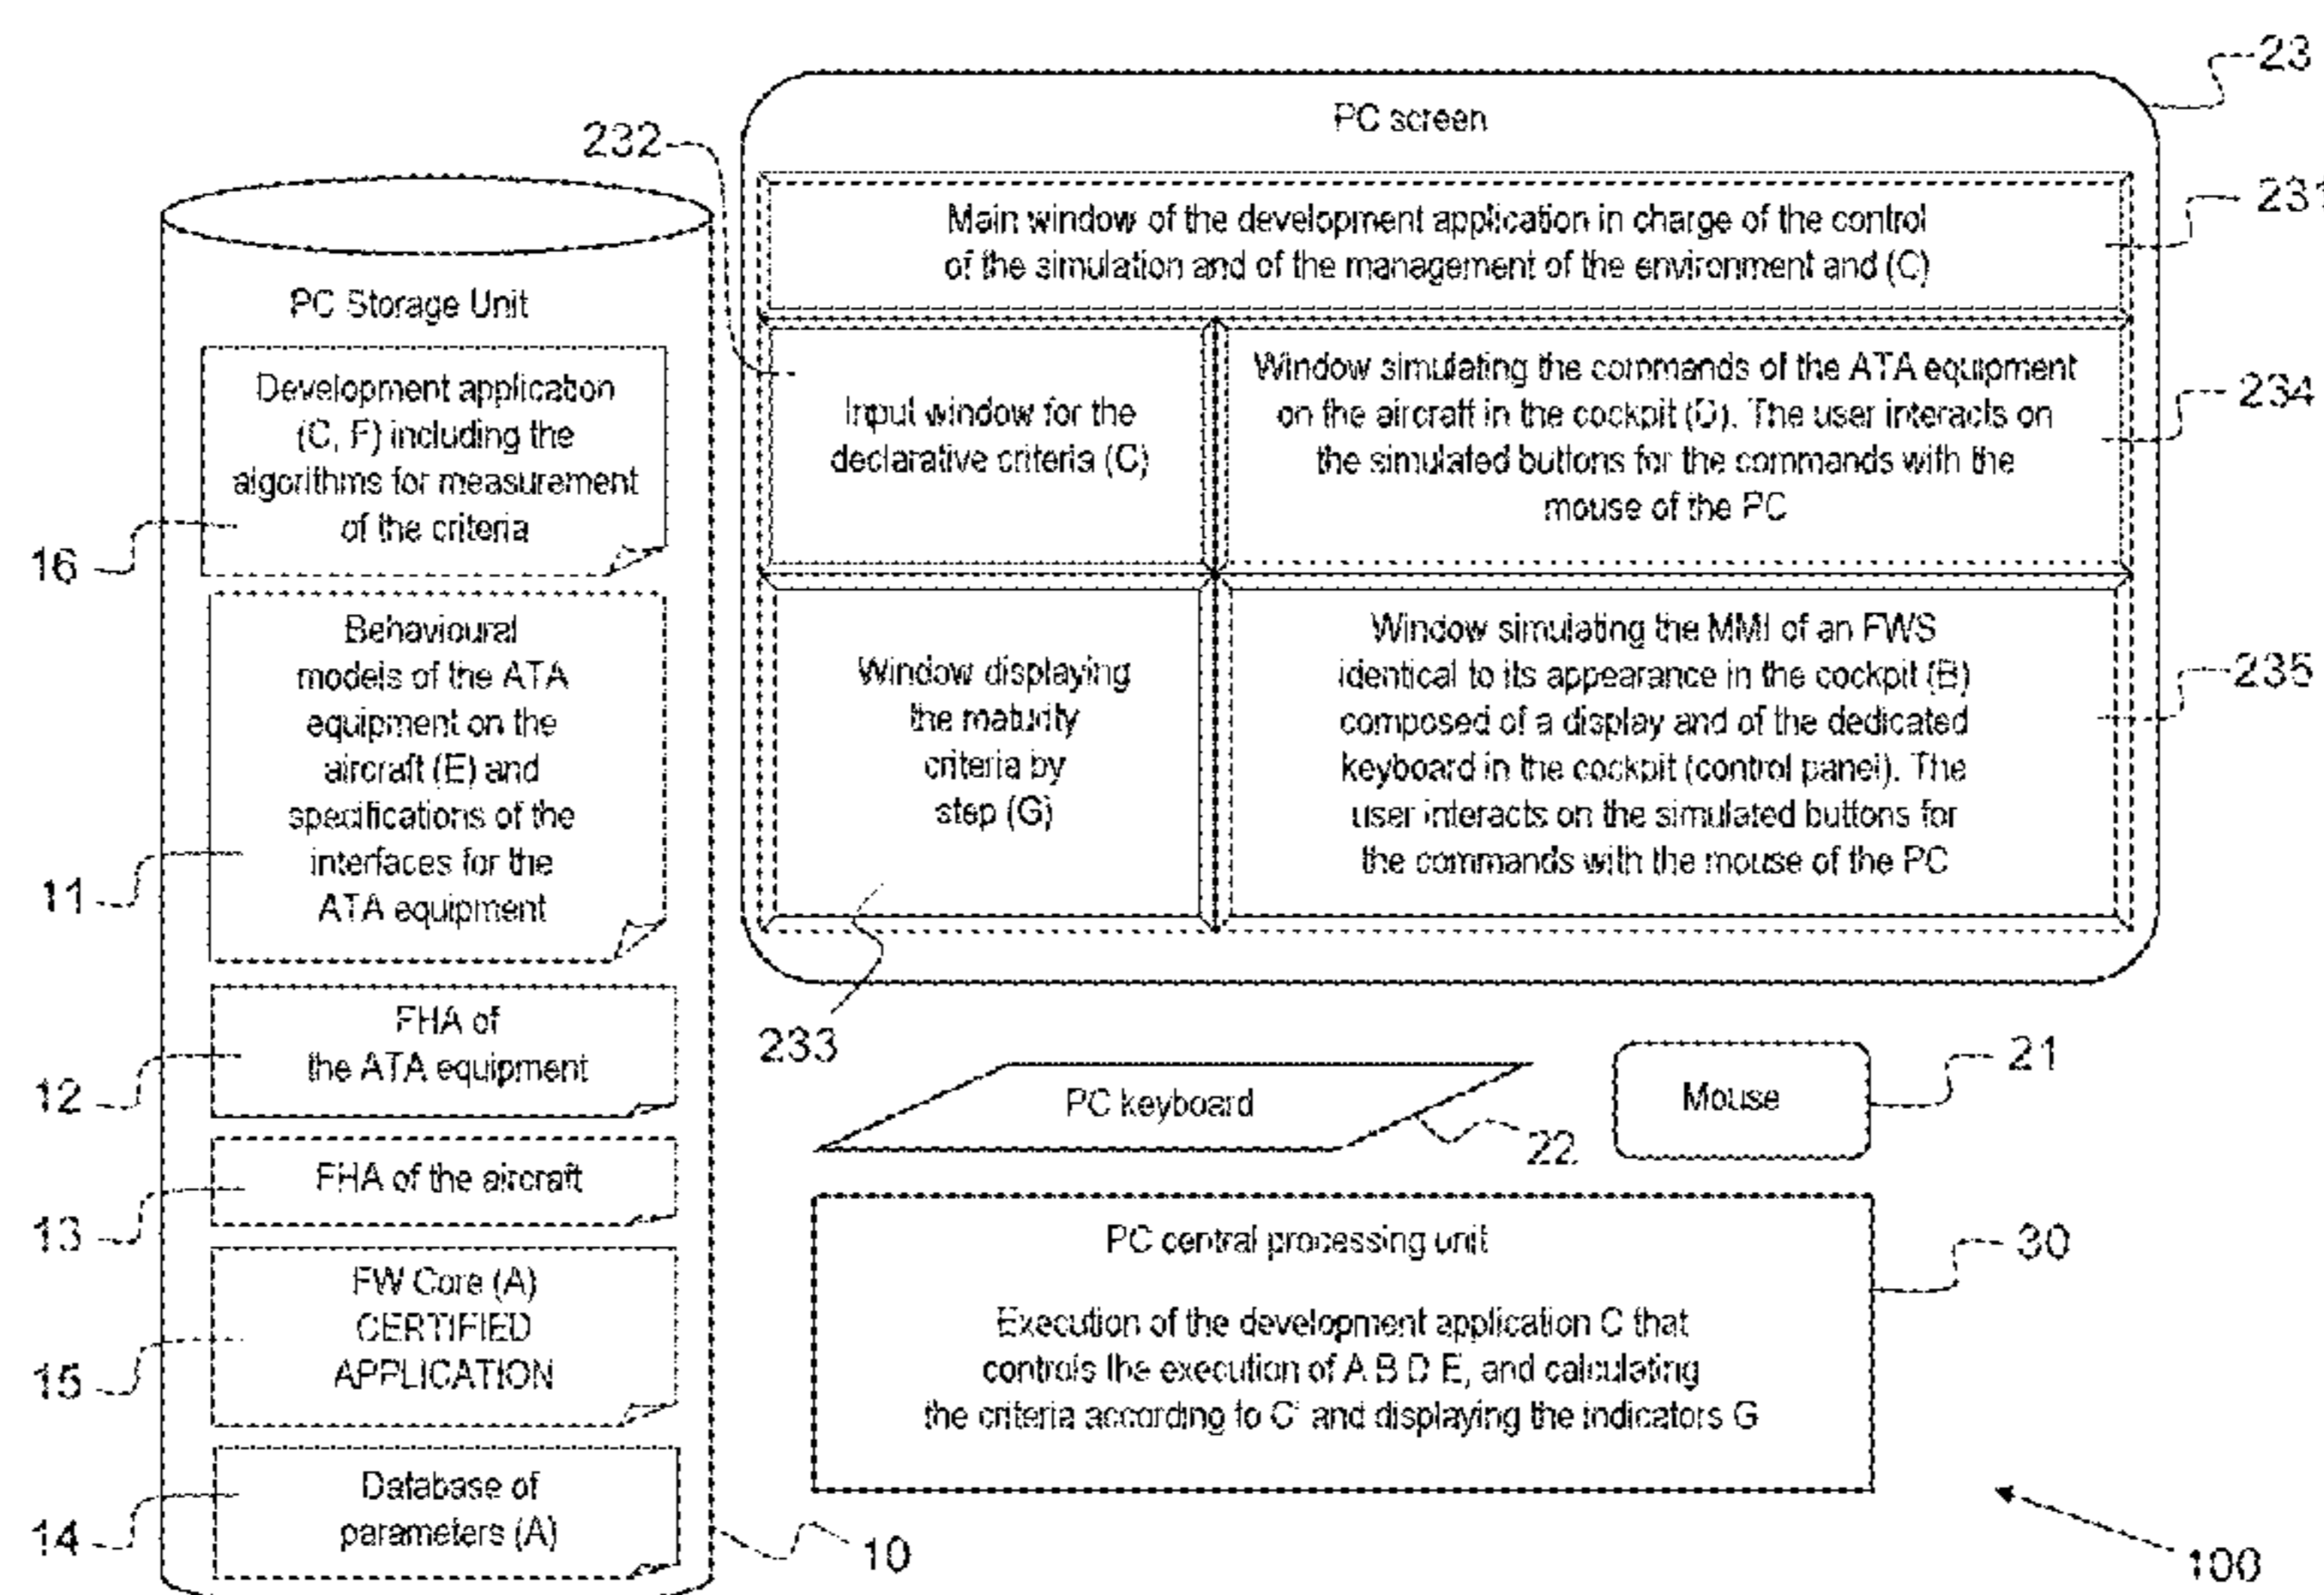 23
PC screen
232
Main window of the development application in charge of the control
of the simulation and of the management of the environment and (C)
231
PC Storage Unit
Development application
(C, F) including the
algorithms for measurement
of the criteria
16
Input window for the
declarative criteria (C)
Window simulating the commands of the ATA equipment
on the aircraft in the cockpit (D). The user interacts on
the simulated buttons for the commands with the
mouse of the PC
234
Behavioural
models of the ATA
equipment on the
aircraft (E) and
specifications of the
interfaces for the
ATA equipment
11
Window displaying
the maturity
criteria by
step (G)
233
Window simulating the MMI of an FWS
identical to its appearance in the cockpit (B)
composed of a display and of the dedicated
keyboard in the cockpit (control panel). The
user interacts on the simulated buttons for
the commands with the mouse of the PC
235
FHA of
the ATA equipment
12
PC keyboard
22
Mouse
21
FHA of the aircraft
13
FW Core (A)
CERTIFIED
APPLICATION
15
PC central processing unit
Execution of the development application C that
controls the execution of A B D E, and calculating
the criteria according to C' and displaying the indicators G
30
Database of
parameters (A)
14
10
100